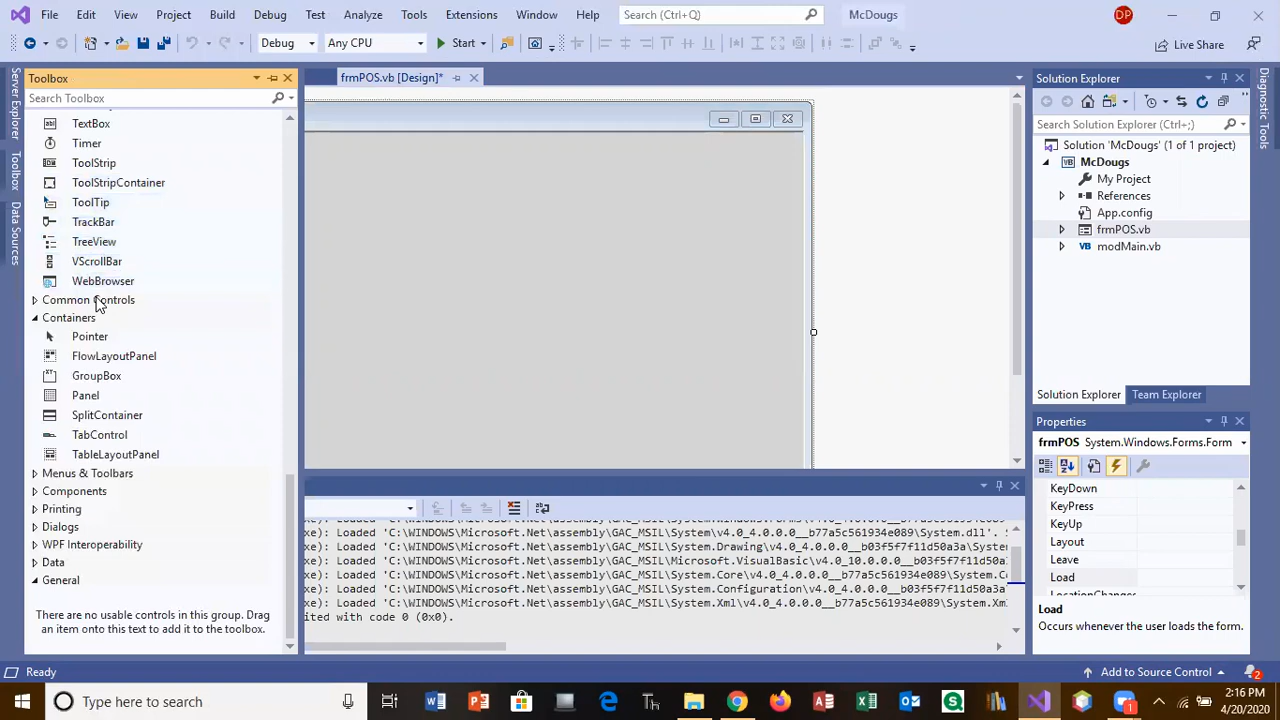 File Edit View Project Build Debug Test Analyze Tools Extensions Window Help Search (Ctrl+Q) McDougs DP
Debug Any CPU Start Live Share
Toolbox
frmPOS.vb [Design]*
Solution Explorer
Search Toolbox
Search Solution Explorer (Ctrl+;)
Server Explorer
Toolbox
Data Sources
Diagnostic Tools
TextBox
Timer
ToolStrip
ToolStripContainer
ToolTip
TrackBar
TreeView
VScrollBar
WebBrowser
Common Controls
Containers
Pointer
FlowLayoutPanel
GroupBox
Panel
SplitContainer
TabControl
TableLayoutPanel
Menus & Toolbars
Components
Printing
Dialogs
WPF Interoperability
Data
General
There are no usable controls in this group. Drag
an item onto this text to add it to the toolbox.
Solution 'McDougs' (1 of 1 project)
McDougs
My Project
References
App.config
frmPOS.vb
modMain.vb
Solution Explorer Team Explorer
Properties
frmPOS System.Windows.Forms.Form
KeyDown
KeyPress
KeyUp
Layout
Leave
Load
Load
Occurs whenever the user loads the form.
xe): Loaded 'C:\WINDOWS\Microsoft.Net\assembly\GAC_MSIL\System\v4.0_4.0.0.0__b77a5c561934e089\System.dll'.
xe): Loaded 'C:\WINDOWS\Microsoft.Net\assembly\GAC_MSIL\System.Drawing\v4.0_4.0.0.0__b03f5f7f11d50a3a\System
xe): Loaded 'C:\WINDOWS\Microsoft.Net\assembly\GAC_MSIL\Microsoft.VisualBasic\v4.0_10.0.0.0__b03f5f7f11d50a
xe): Loaded 'C:\WINDOWS\Microsoft.Net\assembly\GAC_MSIL\System.Core\v4.0_4.0.0.0__b77a5c561934e089\System.Co
xe): Loaded 'C:\WINDOWS\Microsoft.Net\assembly\GAC_MSIL\System.Configuration\v4.0_4.0.0.0__b03f5f7f11d50a3a
xe): Loaded 'C:\WINDOWS\Microsoft.Net\assembly\GAC_MSIL\System.Xml\v4.0_4.0.0.0__b77a5c561934e089\System.Xml
ited with code 0 (0x0).
Ready
Add to Source Control 2
Type here to search
2:16 PM
4/20/2020